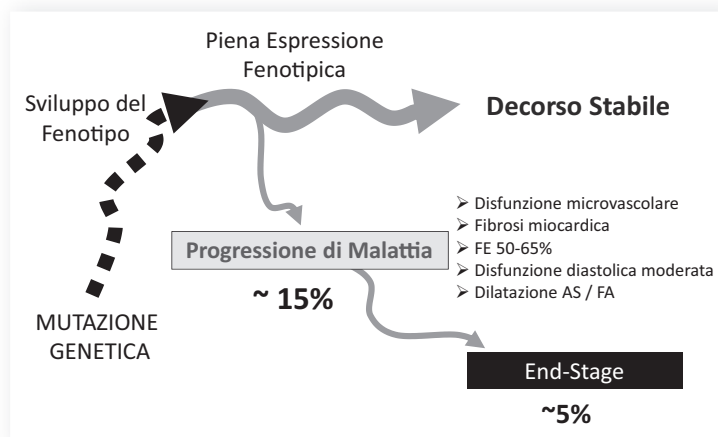 Piena Espressione
Fenotipica
Sviluppo del
Fenotipo
Decorso Stabile
MUTAZIONE
GENETICA
Progressione di Malattia
~ 15%
➢ Disfunzione microvascolare
➢ Fibrosi miocardica
➢ FE 50-65%
➢ Disfunzione diastolica moderata
➢ Dilatazione AS / FA
End-Stage
~5%